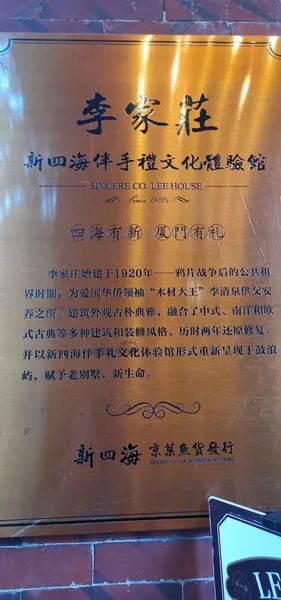 李家莊
新四海伴手禮文化體驗館
SINCERE CO. LEE HOUSE
Since 1980s
四海有新 厦門有礼
李家庄始建于1920年——鸦片战争后的公共租
界时期，为爱国华侨领袖“木材大王”李清泉供父安
养之所。建筑外观古朴典雅，融合了中式、南洋和欧
式古典等多种建筑和装修风格，历时两年还原修复，
并以新四海伴手礼文化体验馆形式重新呈现于鼓浪
屿，赋予老别墅，新生命。
新四海 京菓魚貨發行
LE